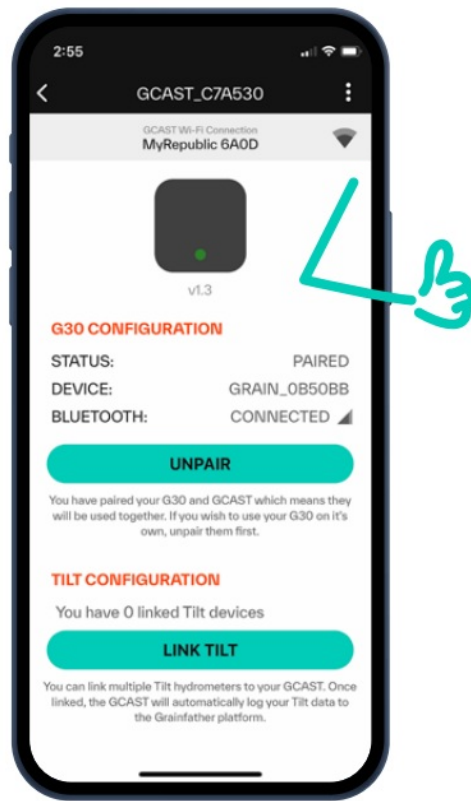 2:55
GCAST_C7A530
GCAST Wi-Fi Connection
MyRepublic 6A0D
v1.3
G30 CONFIGURATION
STATUS: PAIRED
DEVICE: GRAIN_0B50BB
BLUETOOTH: CONNECTED
UNPAIR
You have paired your G30 and GCAST which means they
will be used together. If you wish to use your G30 on it's
own, unpair them first.
TILT CONFIGURATION
You have 0 linked Tilt devices
LINK TILT
You can link multiple Tilt hydrometers to your GCAST. Once
linked, the GCAST will automatically log your Tilt data to
the Grainfather platform.